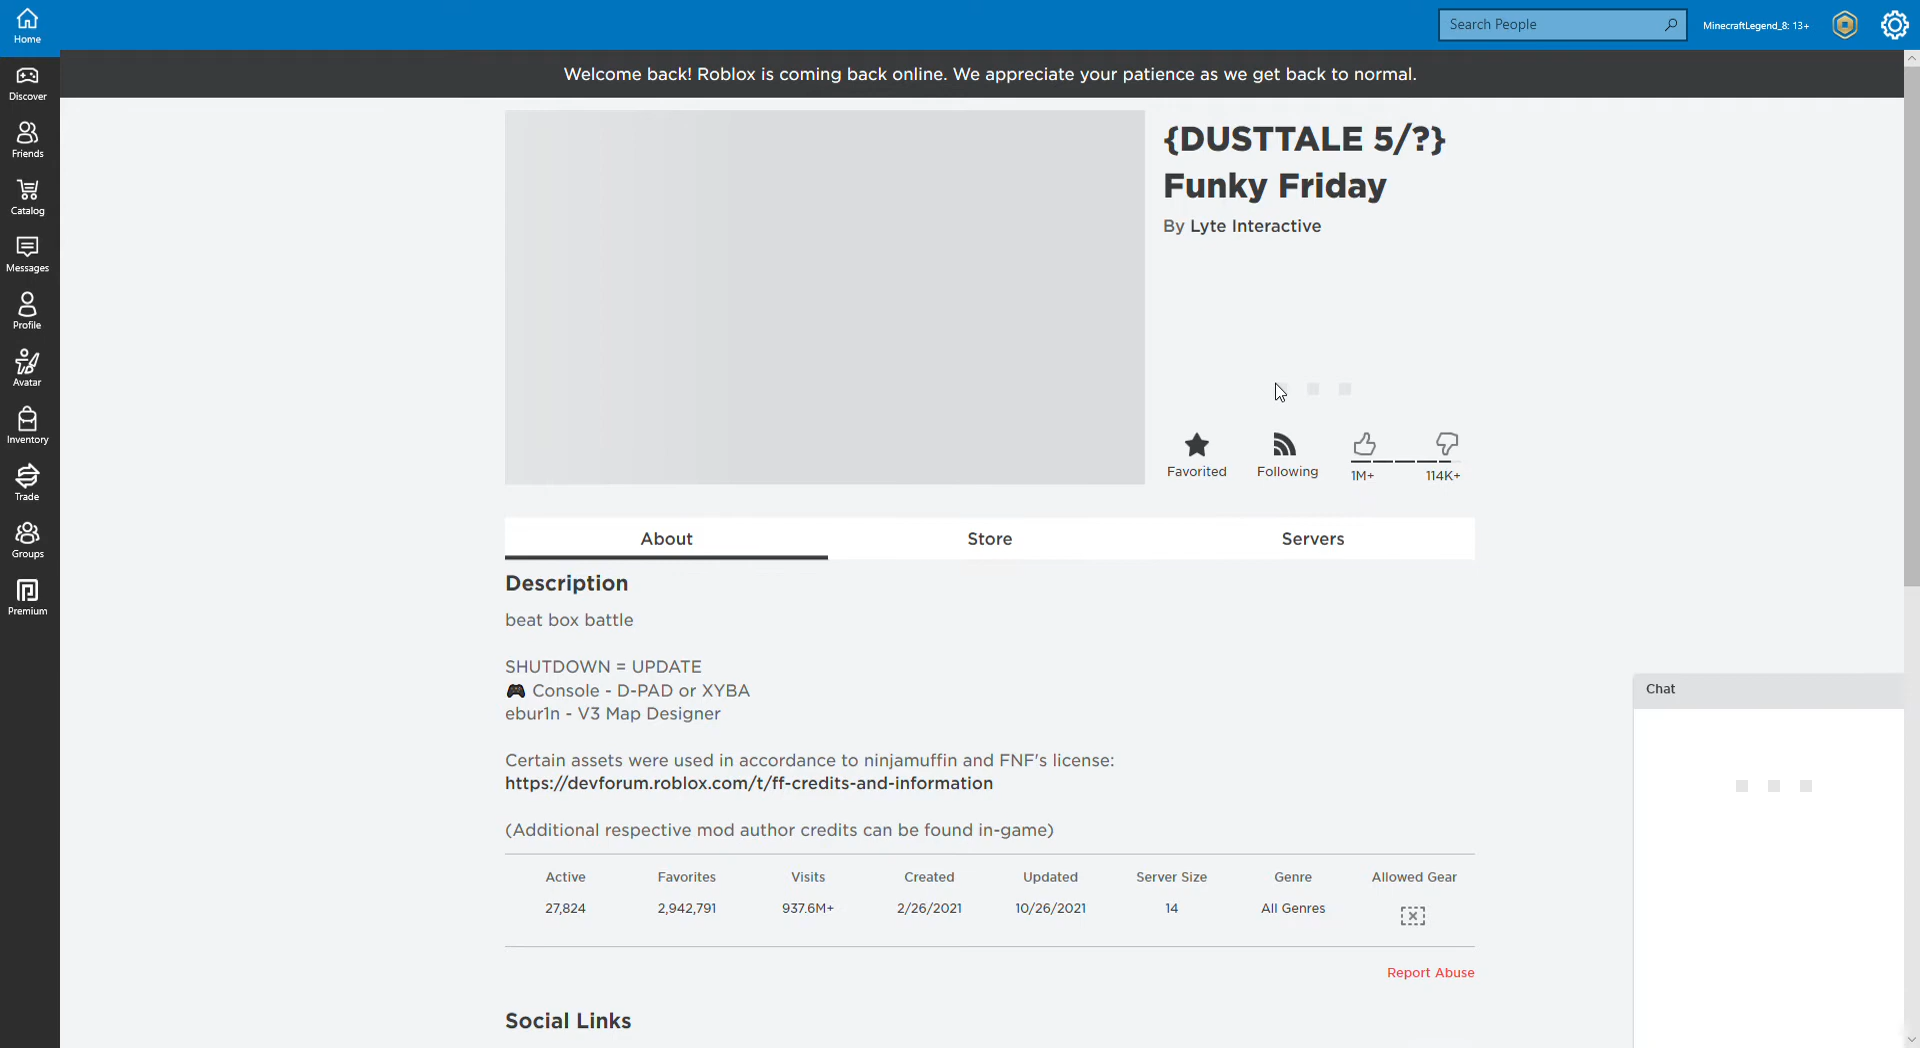 Home
Search People
MinecraftLegend_8: 13+
Discover
Friends
Catalog
Messages
Profile
Avatar
Inventory
Trade
Groups
Premium
Welcome back! Roblox is coming back online. We appreciate your patience as we get back to normal.
{DUSTTALE 5/?}
Funky Friday
By Lyte Interactive
Favorited
Following
1M+
114K+
About
Store
Servers
Description
beat box battle
SHUTDOWN = UPDATE
🎮 Console - D-PAD or XYBA
ebur1n - V3 Map Designer
Certain assets were used in accordance to ninjamuffin and FNF's license:
https://devforum.roblox.com/t/ff-credits-and-information
(Additional respective mod author credits can be found in-game)
Active Favorites Visits Created Updated Server Size Genre Allowed Gear
27,824 2,942,791 937.6M+ 2/26/2021 10/26/2021 14 All Genres
Report Abuse
Social Links
Chat